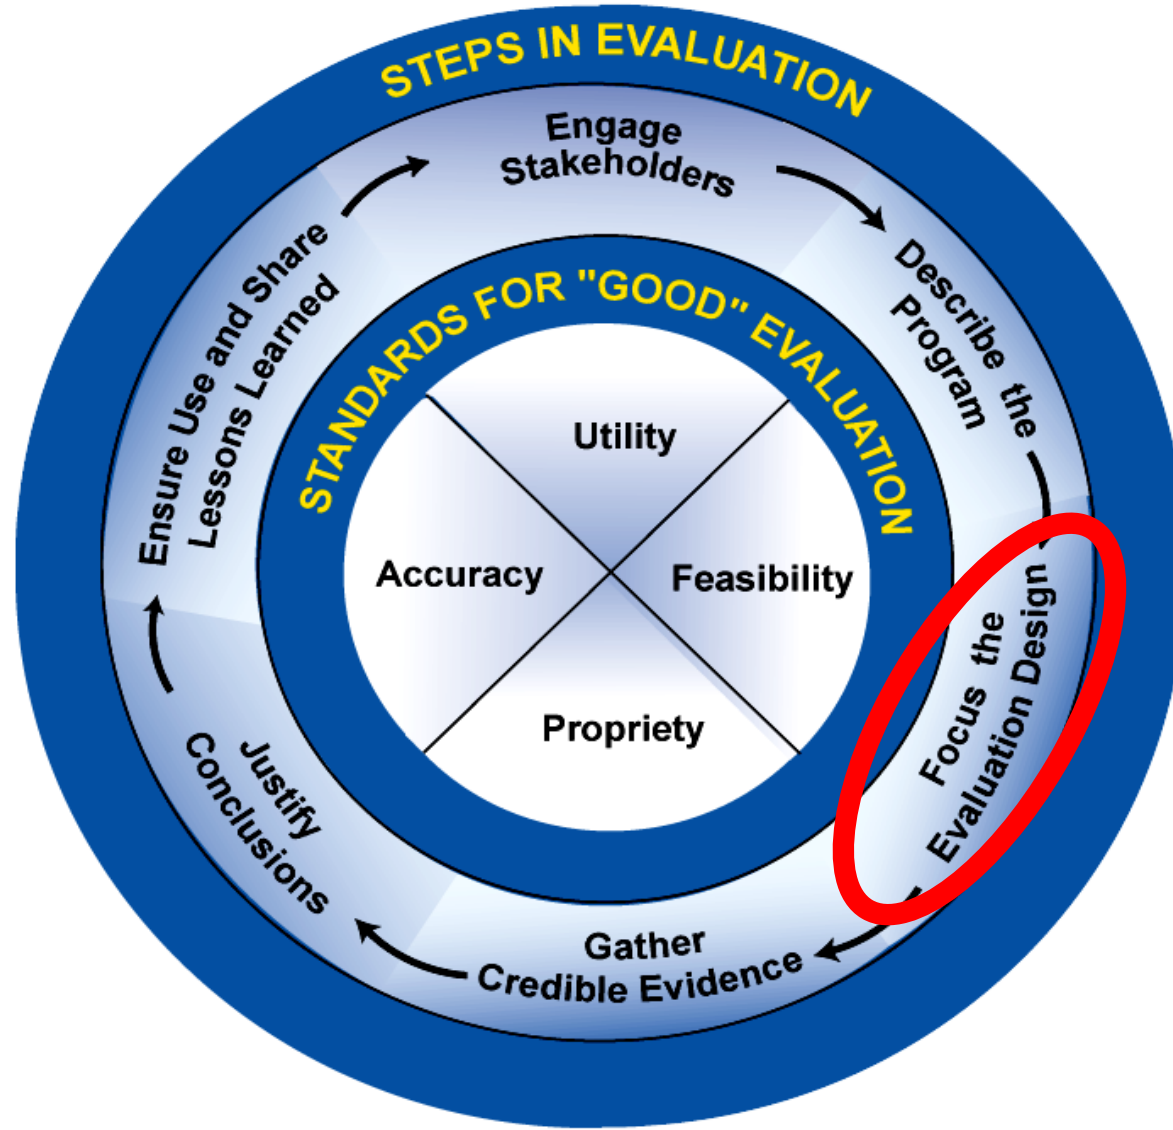 STEPS IN EVALUATION
Engage
Stakeholders
Describe the
Program
Focus the
Evaluation Design
Gather
Credible Evidence
Justify
Conclusions
Ensure Use and Share
Lessons Learned
STANDARDS FOR "GOOD" EVALUATION
Utility
Feasibility
Propriety
Accuracy